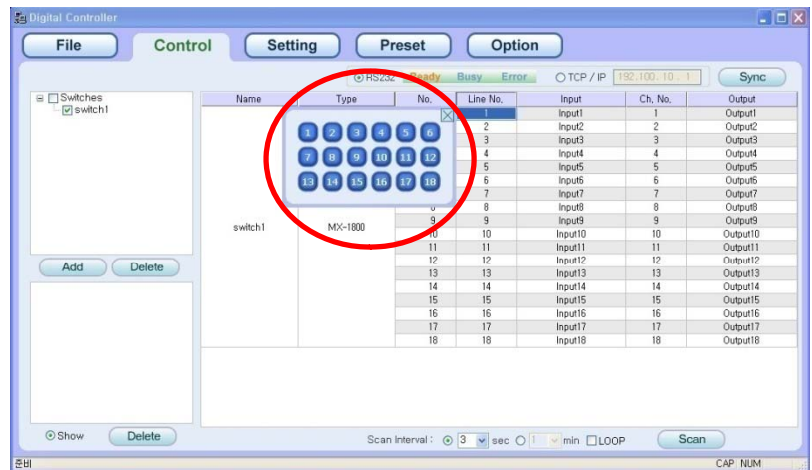 Digital Controller
File Control Setting Preset Option
RS232 Ready Busy Error TCP / IP 192.100.10.1 Sync
Switches
switch1
Name Type No. Line No. Input Ch, No. Output
1 Input1 1 Output1
2 Input2 2 Output2
3 Input3 3 Output3
4 Input4 4 Output4
5 Input5 5 Output5
6 Input6 6 Output6
7 Input7 7 Output7
8 Input8 8 Output8
9 9 Input9 9 Output9
10 10 Input10 10 Output10
11 11 Input11 11 Output11
12 12 Input12 12 Output12
13 13 Input13 13 Output13
14 14 Input14 14 Output14
15 15 Input15 15 Output15
16 16 Input16 16 Output16
17 17 Input17 17 Output17
18 18 Input18 18 Output18
switch1 MX-1800
1 2 3 4 5 6
7 8 9 10 11 12
13 14 15 16 17 18
Add Delete
Show Delete
Scan Interval : 3 sec 1 min LOOP Scan
준비 CAP NUM